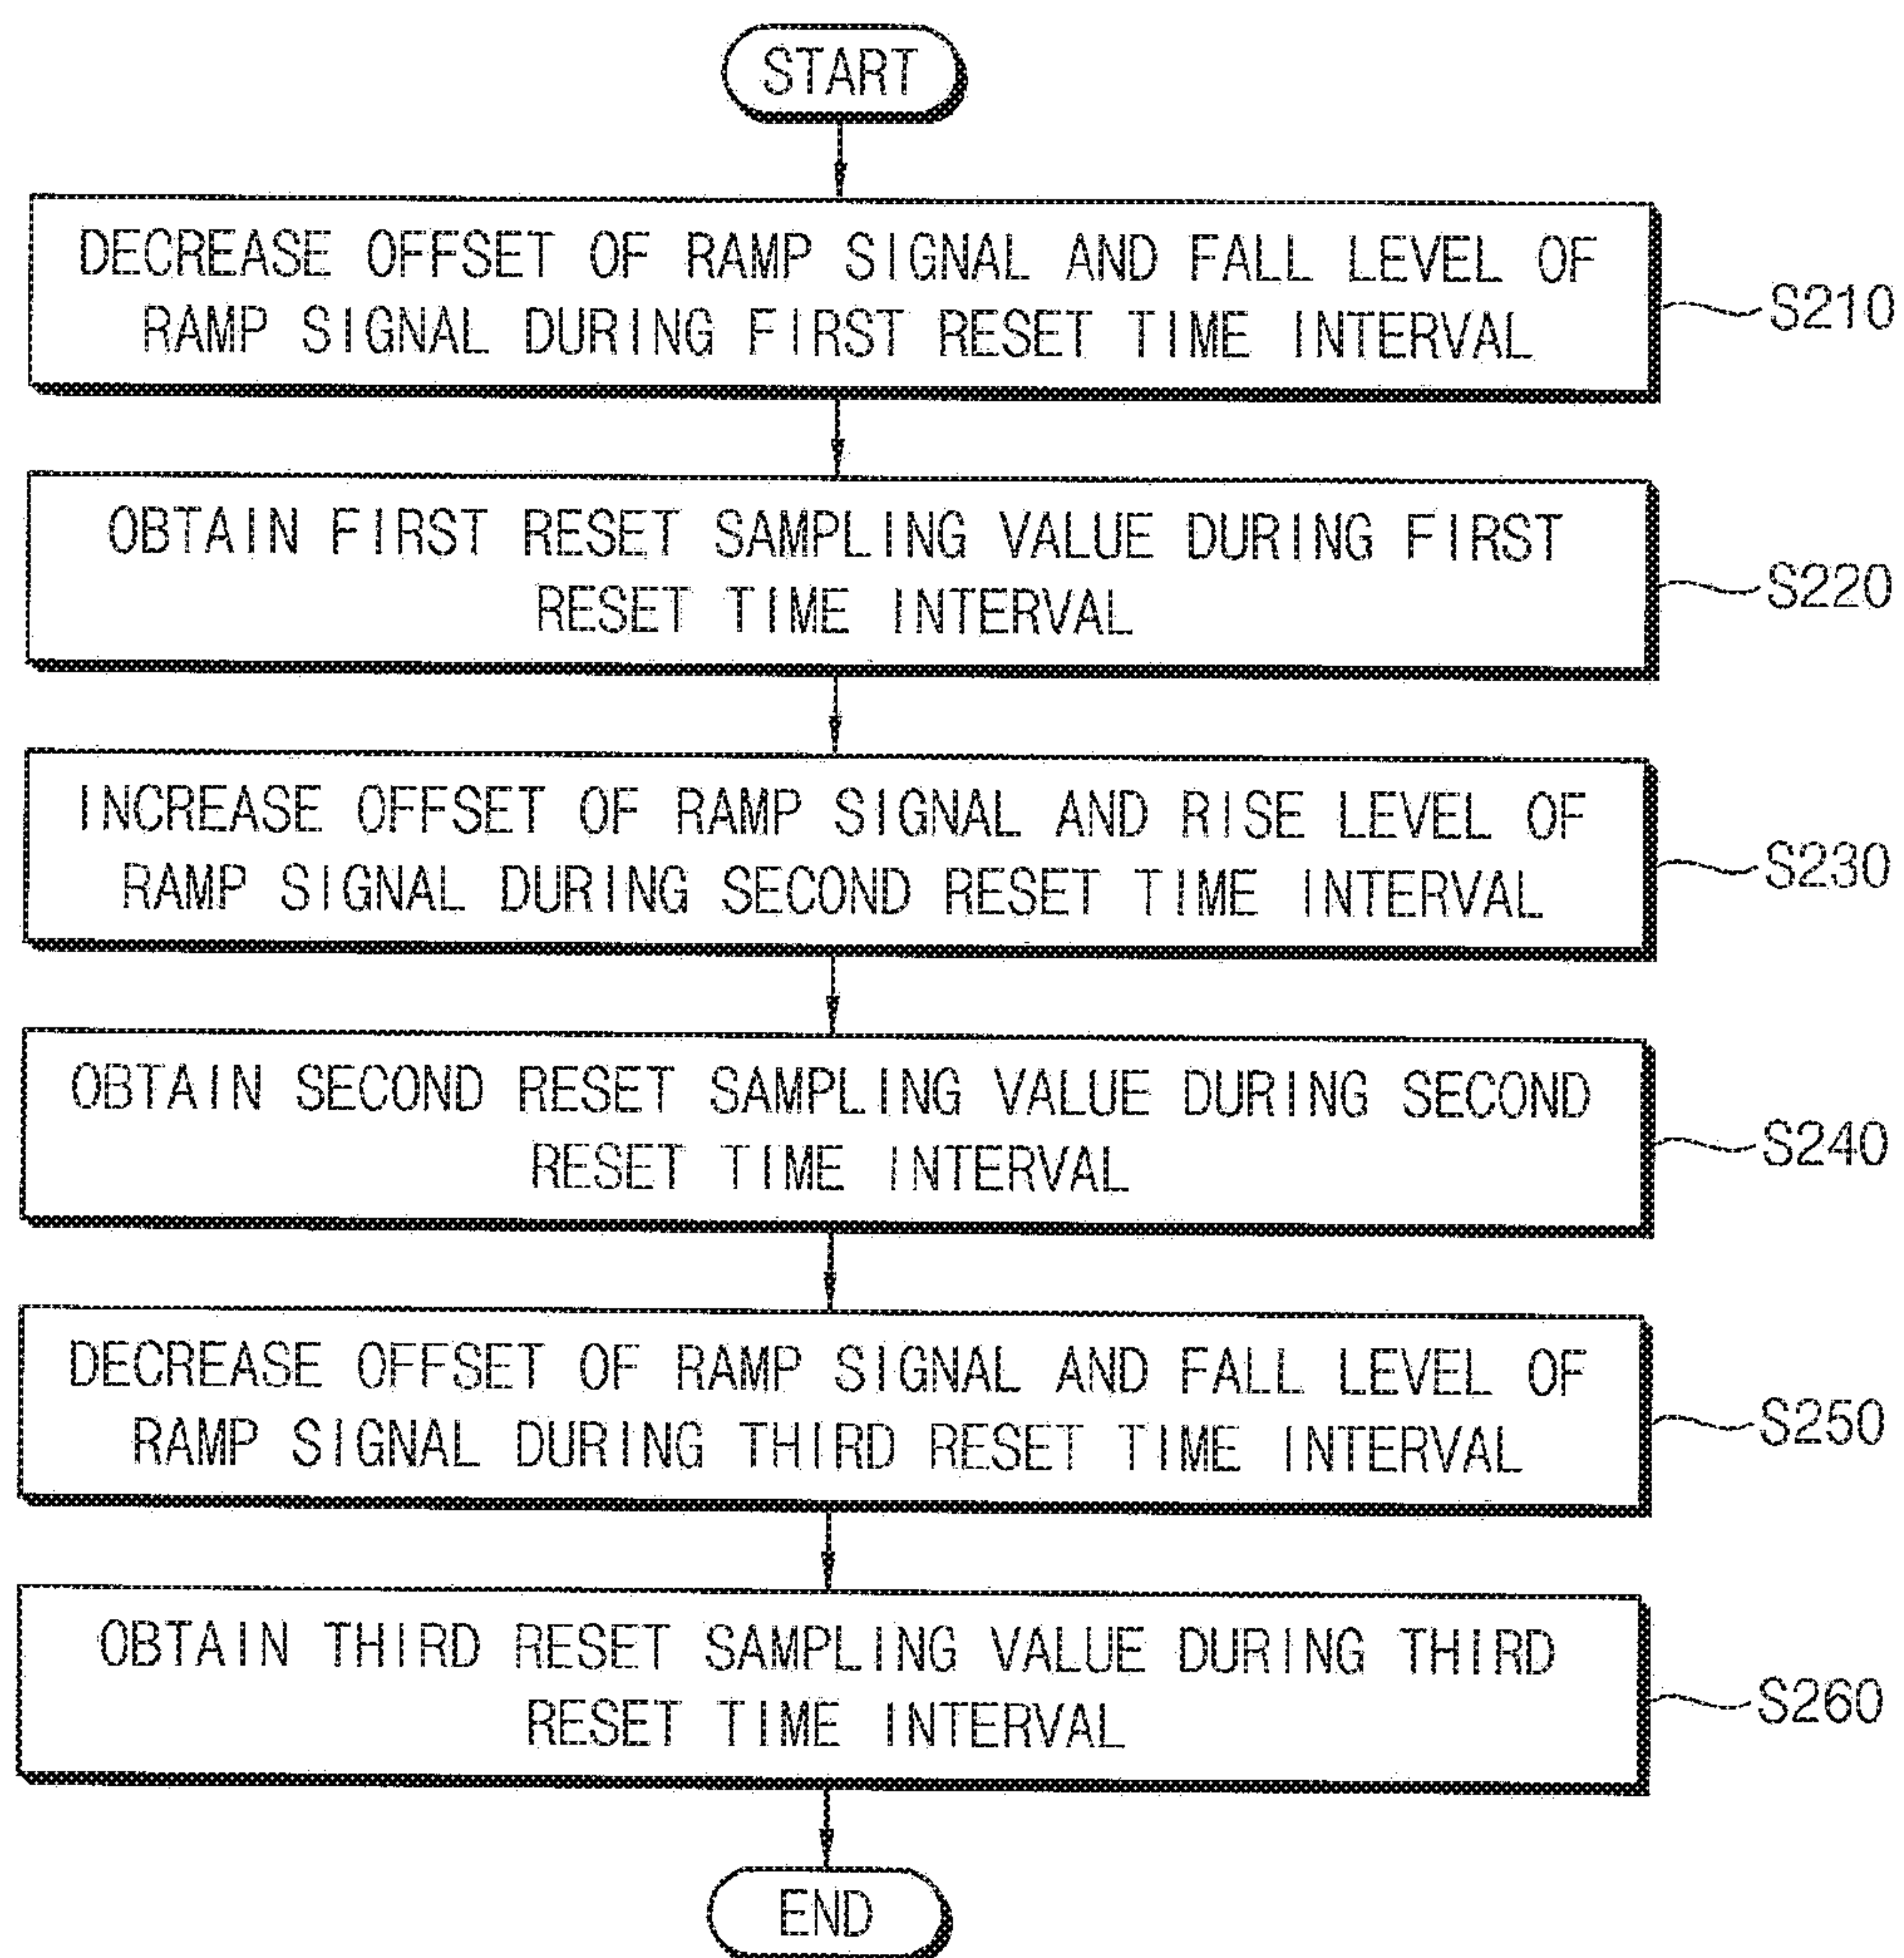 START
DECREASE OFFSET OF RAMP SIGNAL AND FALL LEVEL OF
RAMP SIGNAL DURING FIRST RESET TIME INTERVAL
S210
OBTAIN FIRST RESET SAMPLING VALUE DURING FIRST
RESET TIME INTERVAL
S220
INCREASE OFFSET OF RAMP SIGNAL AND RISE LEVEL OF
RAMP SIGNAL DURING SECOND RESET TIME INTERVAL
S230
OBTAIN SECOND RESET SAMPLING VALUE DURING SECOND
RESET TIME INTERVAL
S240
DECREASE OFFSET OF RAMP SIGNAL AND FALL LEVEL OF
RAMP SIGNAL DURING THIRD RESET TIME INTERVAL
S250
OBTAIN THIRD RESET SAMPLING VALUE DURING THIRD
RESET TIME INTERVAL
S260
END